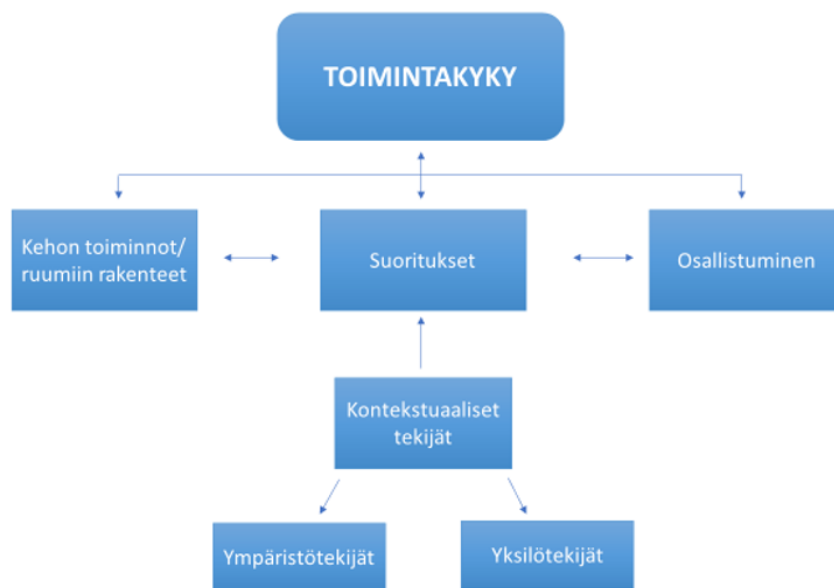 TOIMINTAKYKY
Kehon toiminnot/
ruumiin rakenteet
Suoritukset
Osallistuminen
Kontekstuaaliset
tekijät
Ympäristötekijät
Yksilötekijät